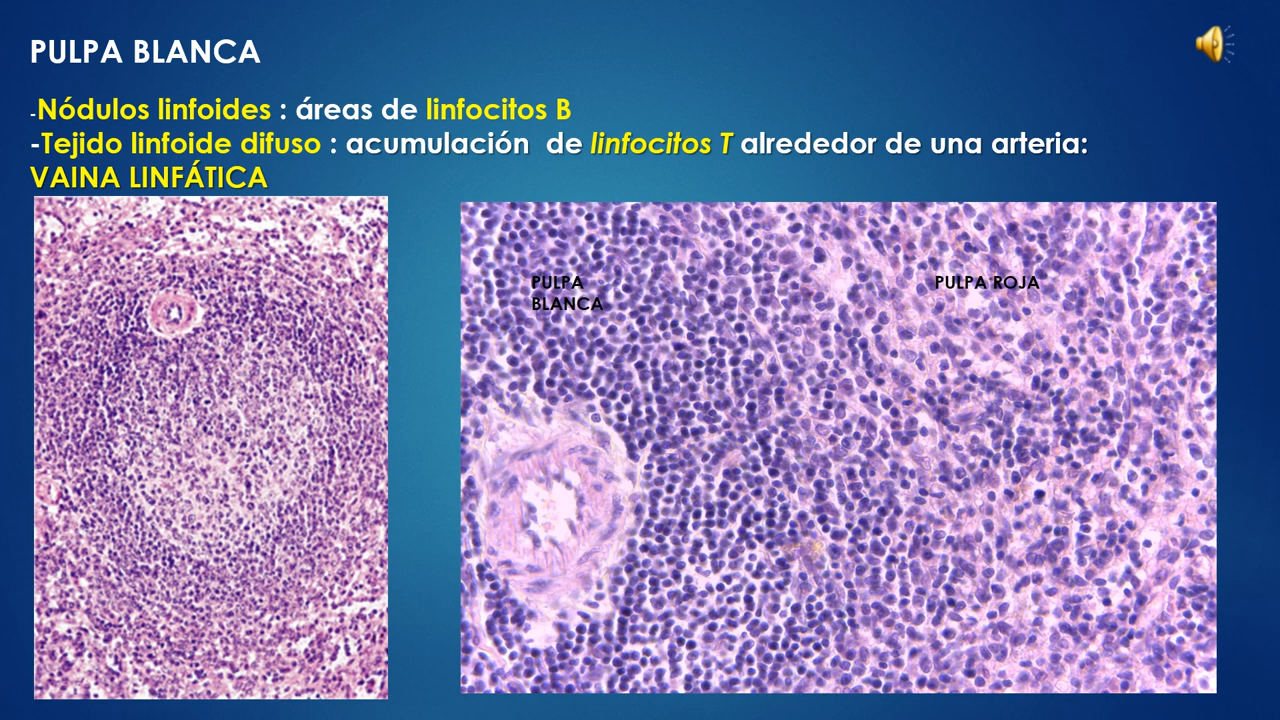 PULPA BLANCA
-Nódulos linfoides : áreas de linfocitos B
-Tejido linfoide difuso : acumulación de linfocitos T alrededor de una arteria:
VAINA LINFÁTICA
PULPA
BLANCA
PULPA ROJA